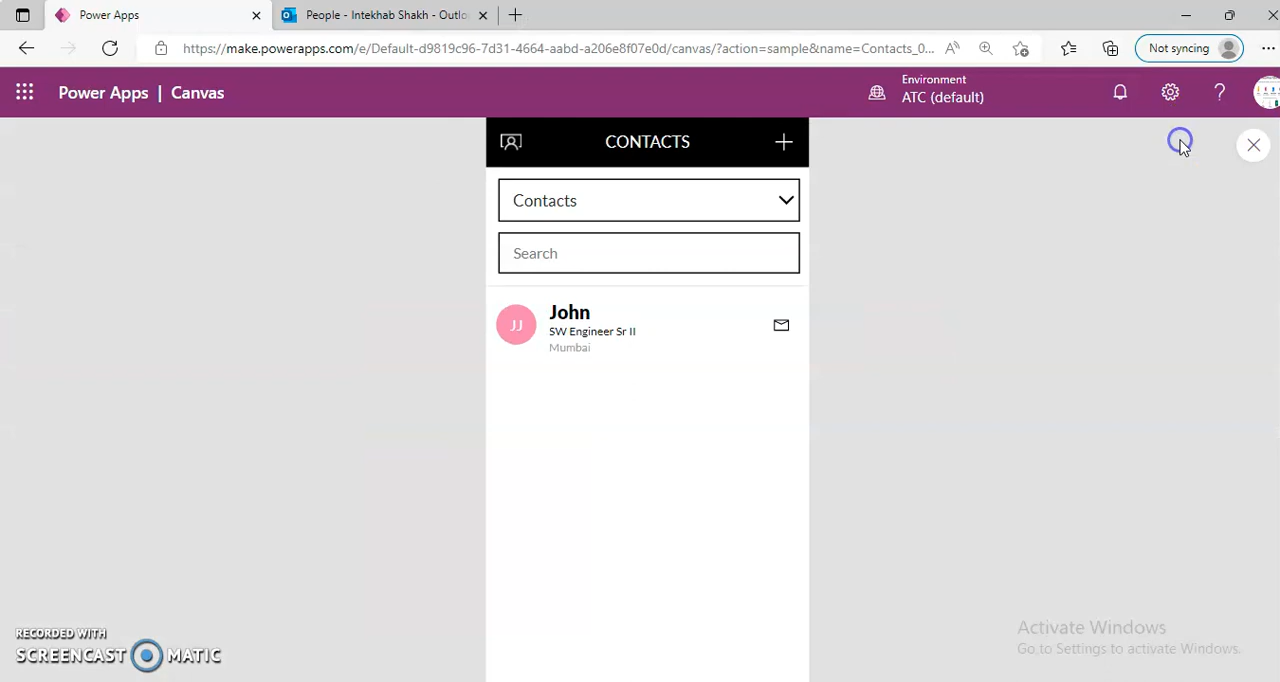 Power Apps
People - Intekhab Shakh - Outlo
https://make.powerapps.com/e/Default-d9819c96-7d31-4664-aabd-a206e8f07e0d/canvas/?action=sample&name=Contacts_0...
Not syncing
Power Apps | Canvas
Environment
ATC (default)
?
CONTACTS
Contacts
Search
JJ
John
SW Engineer Sr II
Mumbai
RECORDED WITH
SCREENCAST MATIC
Activate Windows
Go to Settings to activate Windows.